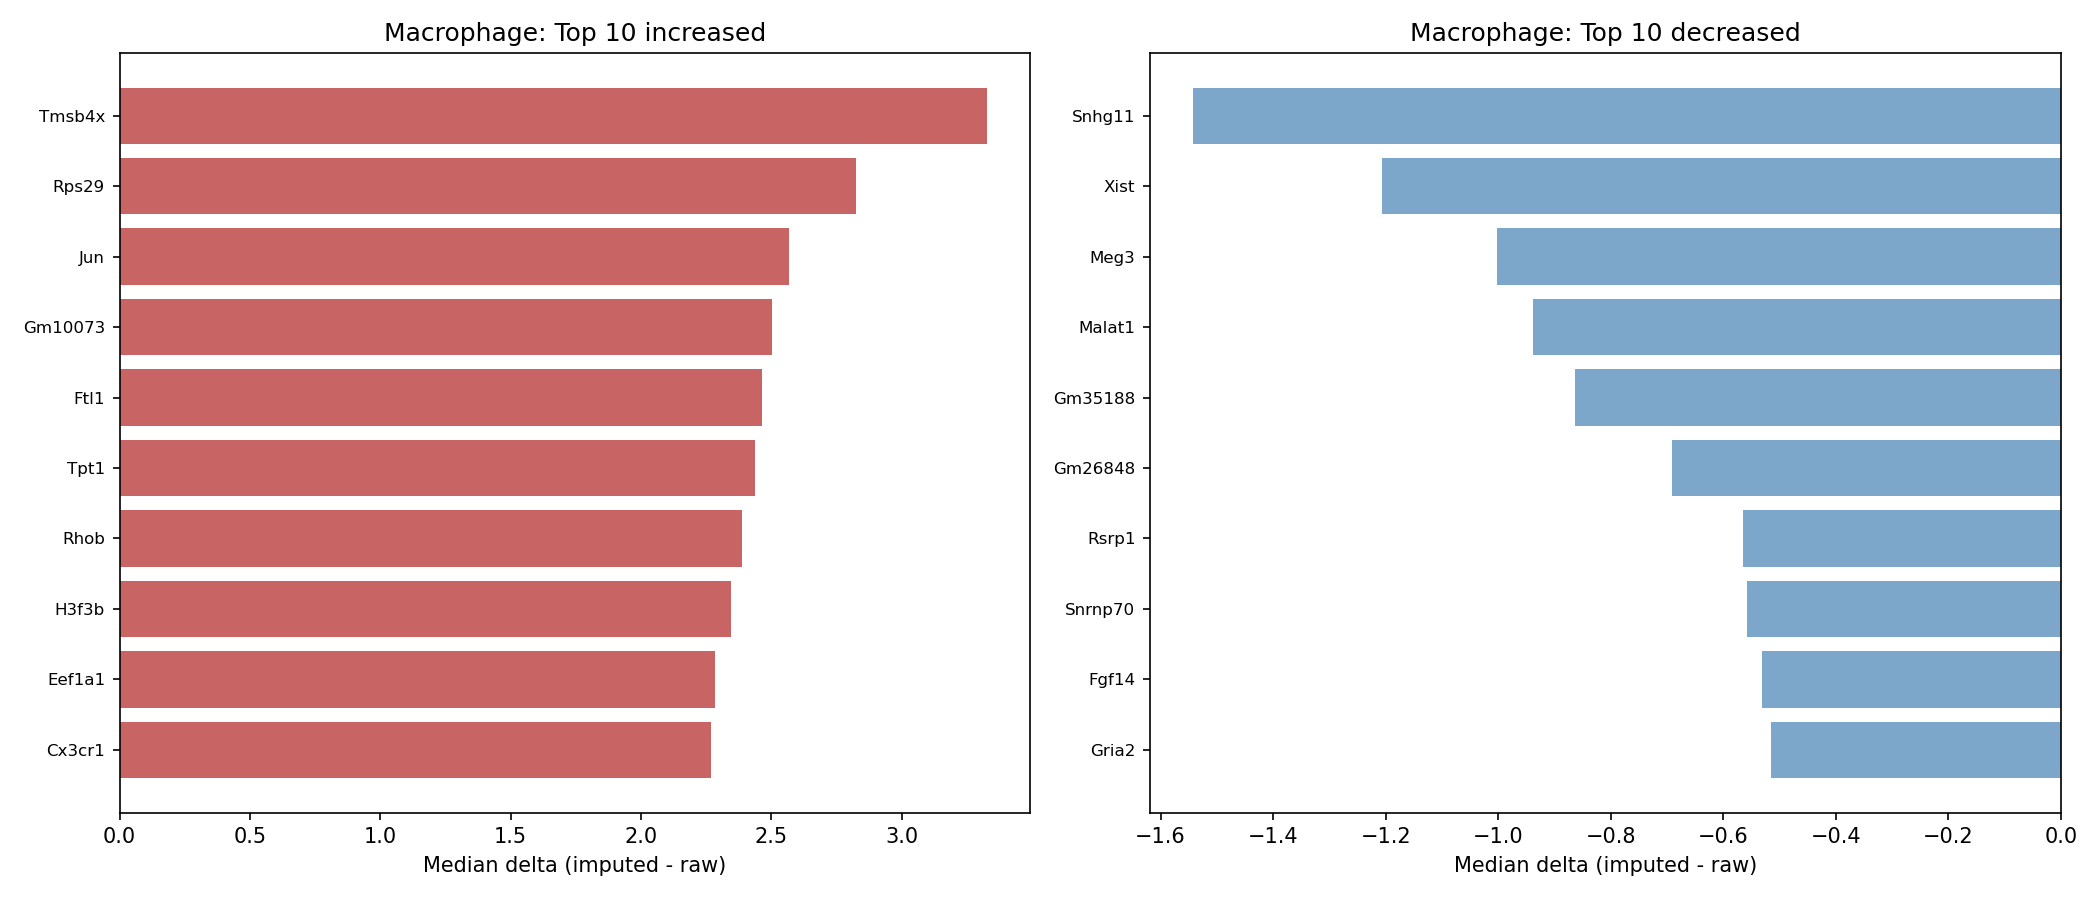 Macrophage: Top 10 increased
Tmsb4x
Rps29
Jun
Gm10073
Ftl1
Tpt1
Rhob
H3f3b
Eef1a1
Cx3cr1
0.0 0.5 1.0 1.5 2.0 2.5 3.0
Median delta (imputed - raw)
Macrophage: Top 10 decreased
Snhg11
Xist
Meg3
Malat1
Gm35188
Gm26848
Rsrp1
Snrnp70
Fgf14
Gria2
−1.6 −1.4 −1.2 −1.0 −0.8 −0.6 −0.4 −0.2 0.0
Median delta (imputed - raw)